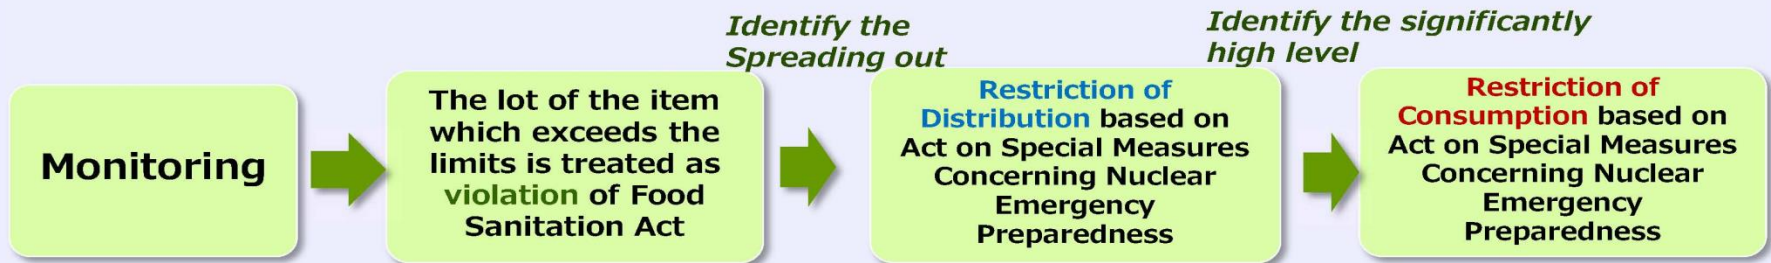 Monitoring
The lot of the item
which exceeds the
limits is treated as
violation of Food
Sanitation Act
Identify the
Spreading out
Restriction of
Distribution based on
Act on Special Measures
Concerning Nuclear
Emergency
Preparedness
Identify the significantly
high level
Restriction of
Consumption based on
Act on Special Measures
Concerning Nuclear
Emergency
Preparedness